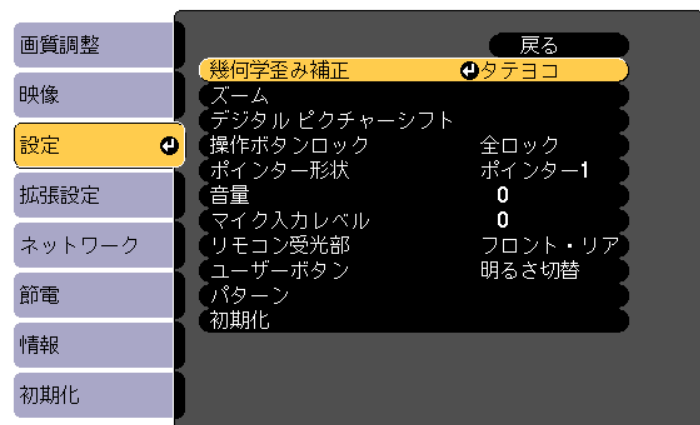 画質調整
映像
設定
拡張設定
ネットワーク
節電
情報
初期化
戻る
幾何学歪み補正 タテヨコ
ズーム
デジタル ピクチャーシフト
操作ボタンロック 全ロック
ポインター形状 ポインター1
音量 0
マイク入力レベル 0
リモコン受光部 フロント・リア
ユーザーボタン 明るさ切替
パターン
初期化